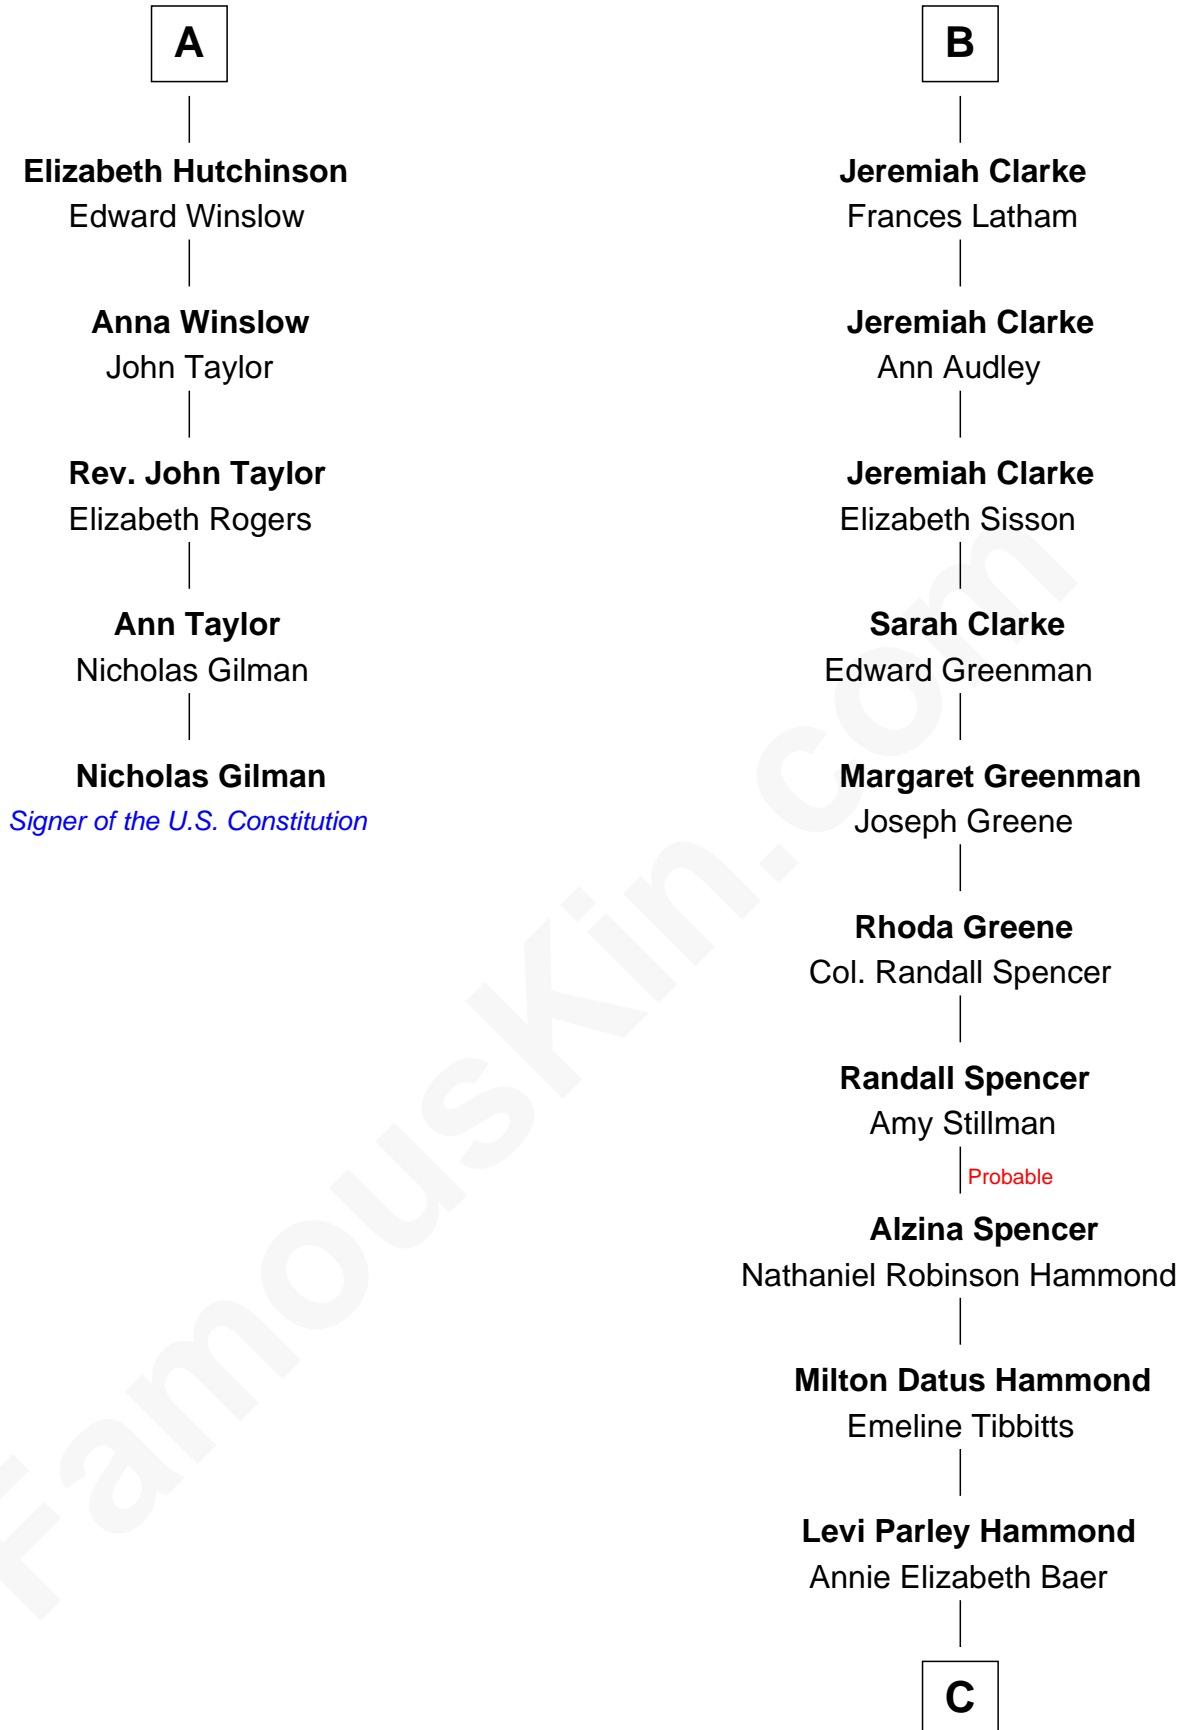 A
Elizabeth Hutchinson
Edward Winslow
Anna Winslow
John Taylor
Rev. John Taylor
Elizabeth Rogers
Ann Taylor
Nicholas Gilman
Nicholas Gilman
Signer of the U.S. Constitution
B
Jeremiah Clarke
Frances Latham
Jeremiah Clarke
Ann Audley
Jeremiah Clarke
Elizabeth Sisson
Sarah Clarke
Edward Greenman
Margaret Greenman
Joseph Greene
Rhoda Greene
Col. Randall Spencer
Randall Spencer
Amy Stillman
Probable
Alzina Spencer
Nathaniel Robinson Hammond
Milton Datus Hammond
Emeline Tibbitts
Levi Parley Hammond
Annie Elizabeth Baer
C
FamousKin.com